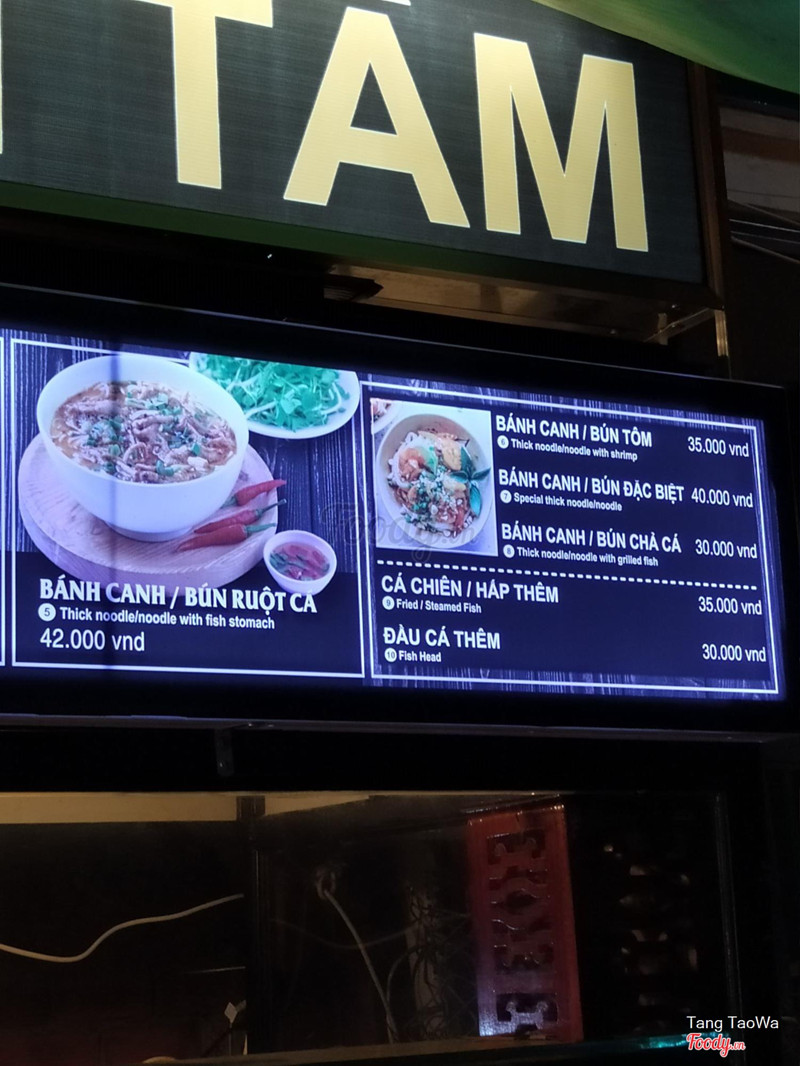 TÂM
BÁNH CANH / BÚN RUỘT CÁ
5 Thick noodle/noodle with fish stomach
42.000 vnd
BÁNH CANH / BÚN TÔM 35.000 vnd
6 Thick noodle/noodle with shrimp
BÁNH CANH / BÚN ĐẶC BIỆT 40.000 vnd
7 Special thick noodle/noodle
BÁNH CANH / BÚN CHẢ CÁ 30.000 vnd
8 Thick noodle/noodle with grilled fish
CÁ CHIÊN / HẤP THÊM 35.000 vnd
9 Fried / Steamed Fish
ĐẦU CÁ THÊM 30.000 vnd
10 Fish Head
Foody.vn
Tang TaoWa
Foody.vn